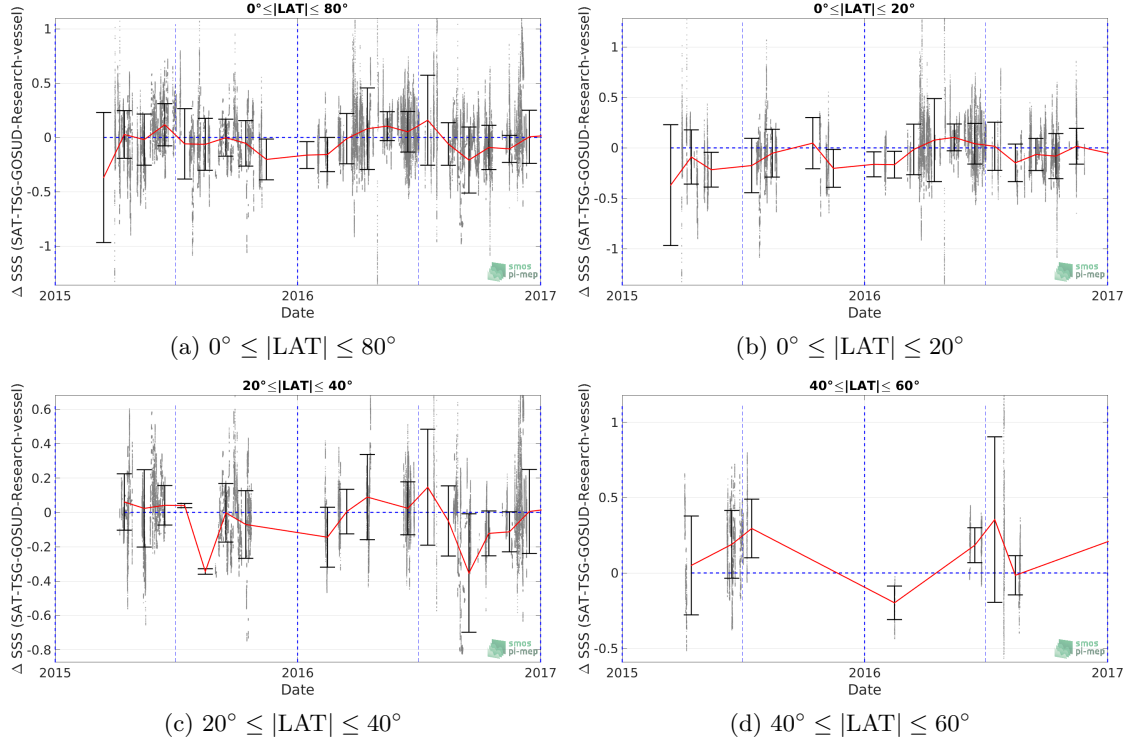 0°≤|LAT|≤ 80°
Δ SSS (SAT-TSG-GOSUD-Research-vessel)
1
0.5
0
-0.5
-1
2015
2016
2017
Date
smos
pi-mep
(a) 0° ≤ |LAT| ≤ 80°
0°≤|LAT|≤ 20°
Δ SSS (SAT-TSG-GOSUD-Research-vessel)
1
0.5
0
-0.5
-1
2015
2016
2017
Date
smos
pi-mep
(b) 0° ≤ |LAT| ≤ 20°
20°≤|LAT|≤ 40°
Δ SSS (SAT-TSG-GOSUD-Research-vessel)
0.6
0.4
0.2
0
-0.2
-0.4
-0.6
-0.8
2015
2016
2017
Date
smos
pi-mep
(c) 20° ≤ |LAT| ≤ 40°
40°≤|LAT|≤ 60°
Δ SSS (SAT-TSG-GOSUD-Research-vessel)
1
0.5
0
-0.5
2015
2016
2017
Date
smos
pi-mep
(d) 40° ≤ |LAT| ≤ 60°